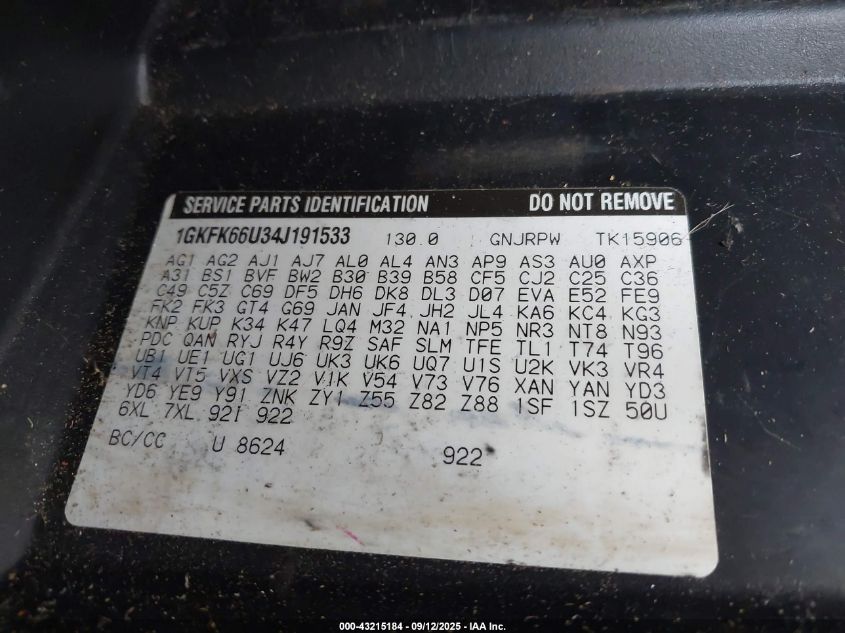 SERVICE PARTS IDENTIFICATION DO NOT REMOVE
1GKFK66U34J191533 130.0 GNJRPW TK15906
AG1 AG2 AJ1 AJ7 AL0 AL4 AN3 AP9 AS3 AU0 AXP
A31 BS1 BVF BW2 B30 B39 B58 CF5 CJ2 C25 C36
C49 C5Z C69 DF5 DH6 DK8 DL3 D07 EVA E52 FE9
FK2 FK3 GT4 G69 JAN JF4 JH2 JL4 KA6 KC4 KG3
KNP KUP K34 K47 LQ4 M32 NA1 NP5 NR3 NT8 N93
PDC QAN RYJ R4Y R9Z SAF SLM TFE TL1 T74 T96
UB1 UE1 UG1 UJ6 UK3 UK6 UQ7 U1S U2K VK3 VR4
VT4 VT5 VXS VZ2 V1K V54 V73 V76 XAN YAN YD3
YD6 YE9 Y91 ZNK ZY1 Z55 Z82 Z88 1SF 1SZ 50U
6XL 7XL 92I 922
BC/CC U 8624 922
000-43215184 - 09/12/2025 - IAA Inc.